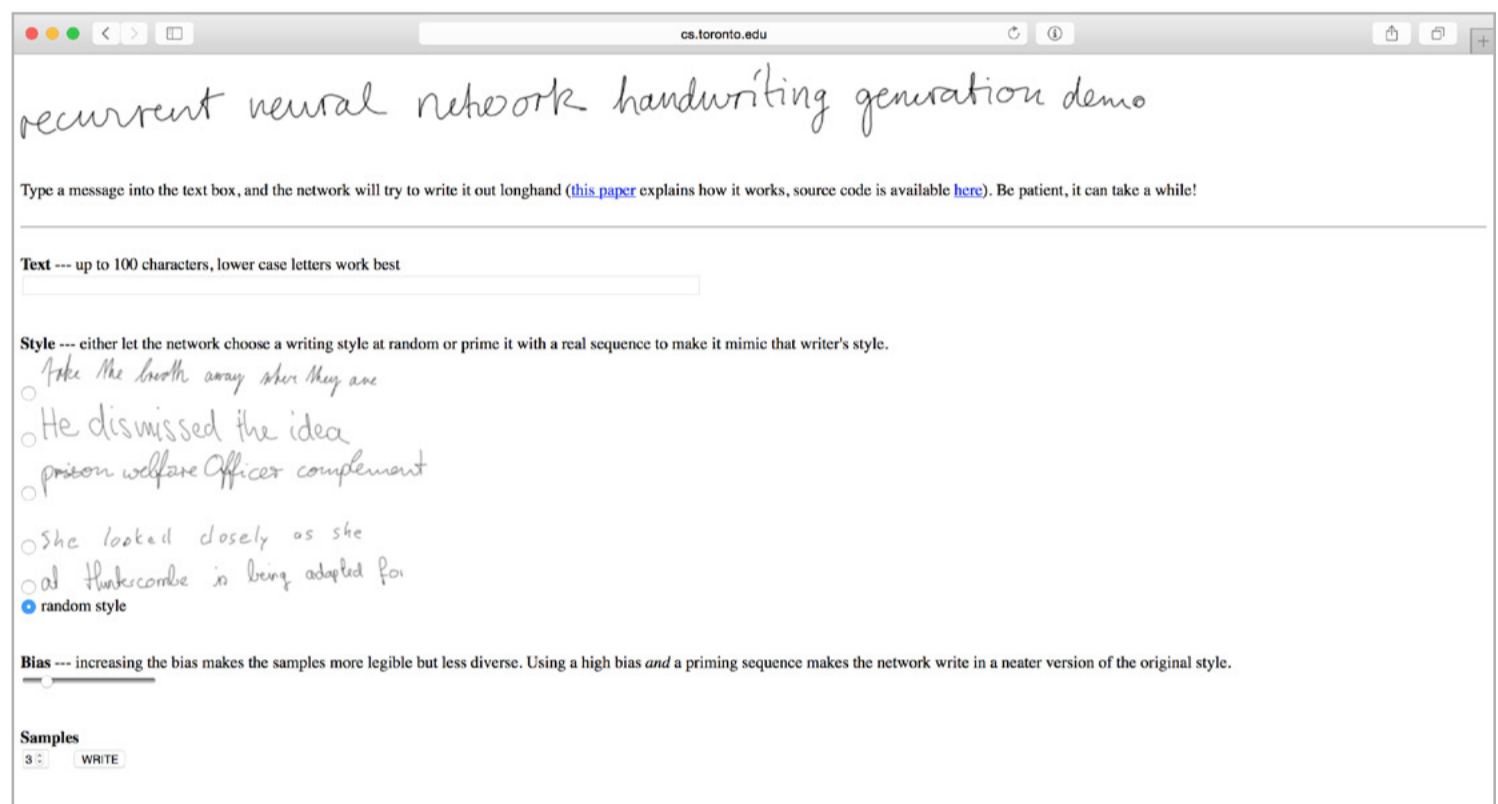 cs.toronto.edu
recurrent neural network handwriting generation demo
Type a message into the text box, and the network will try to write it out longhand (this paper explains how it works, source code is available here). Be patient, it can take a while!
Text --- up to 100 characters, lower case letters work best
Style --- either let the network choose a writing style at random or prime it with a real sequence to make it mimic that writer's style.
take the breath away when they are
He dismissed the idea
prison welfare Officer complement
She looked closely as she
at Huntercombe is being adapted for
random style
Bias --- increasing the bias makes the samples more legible but less diverse. Using a high bias and a priming sequence makes the network write in a neater version of the original style.
Samples
3 WRITE